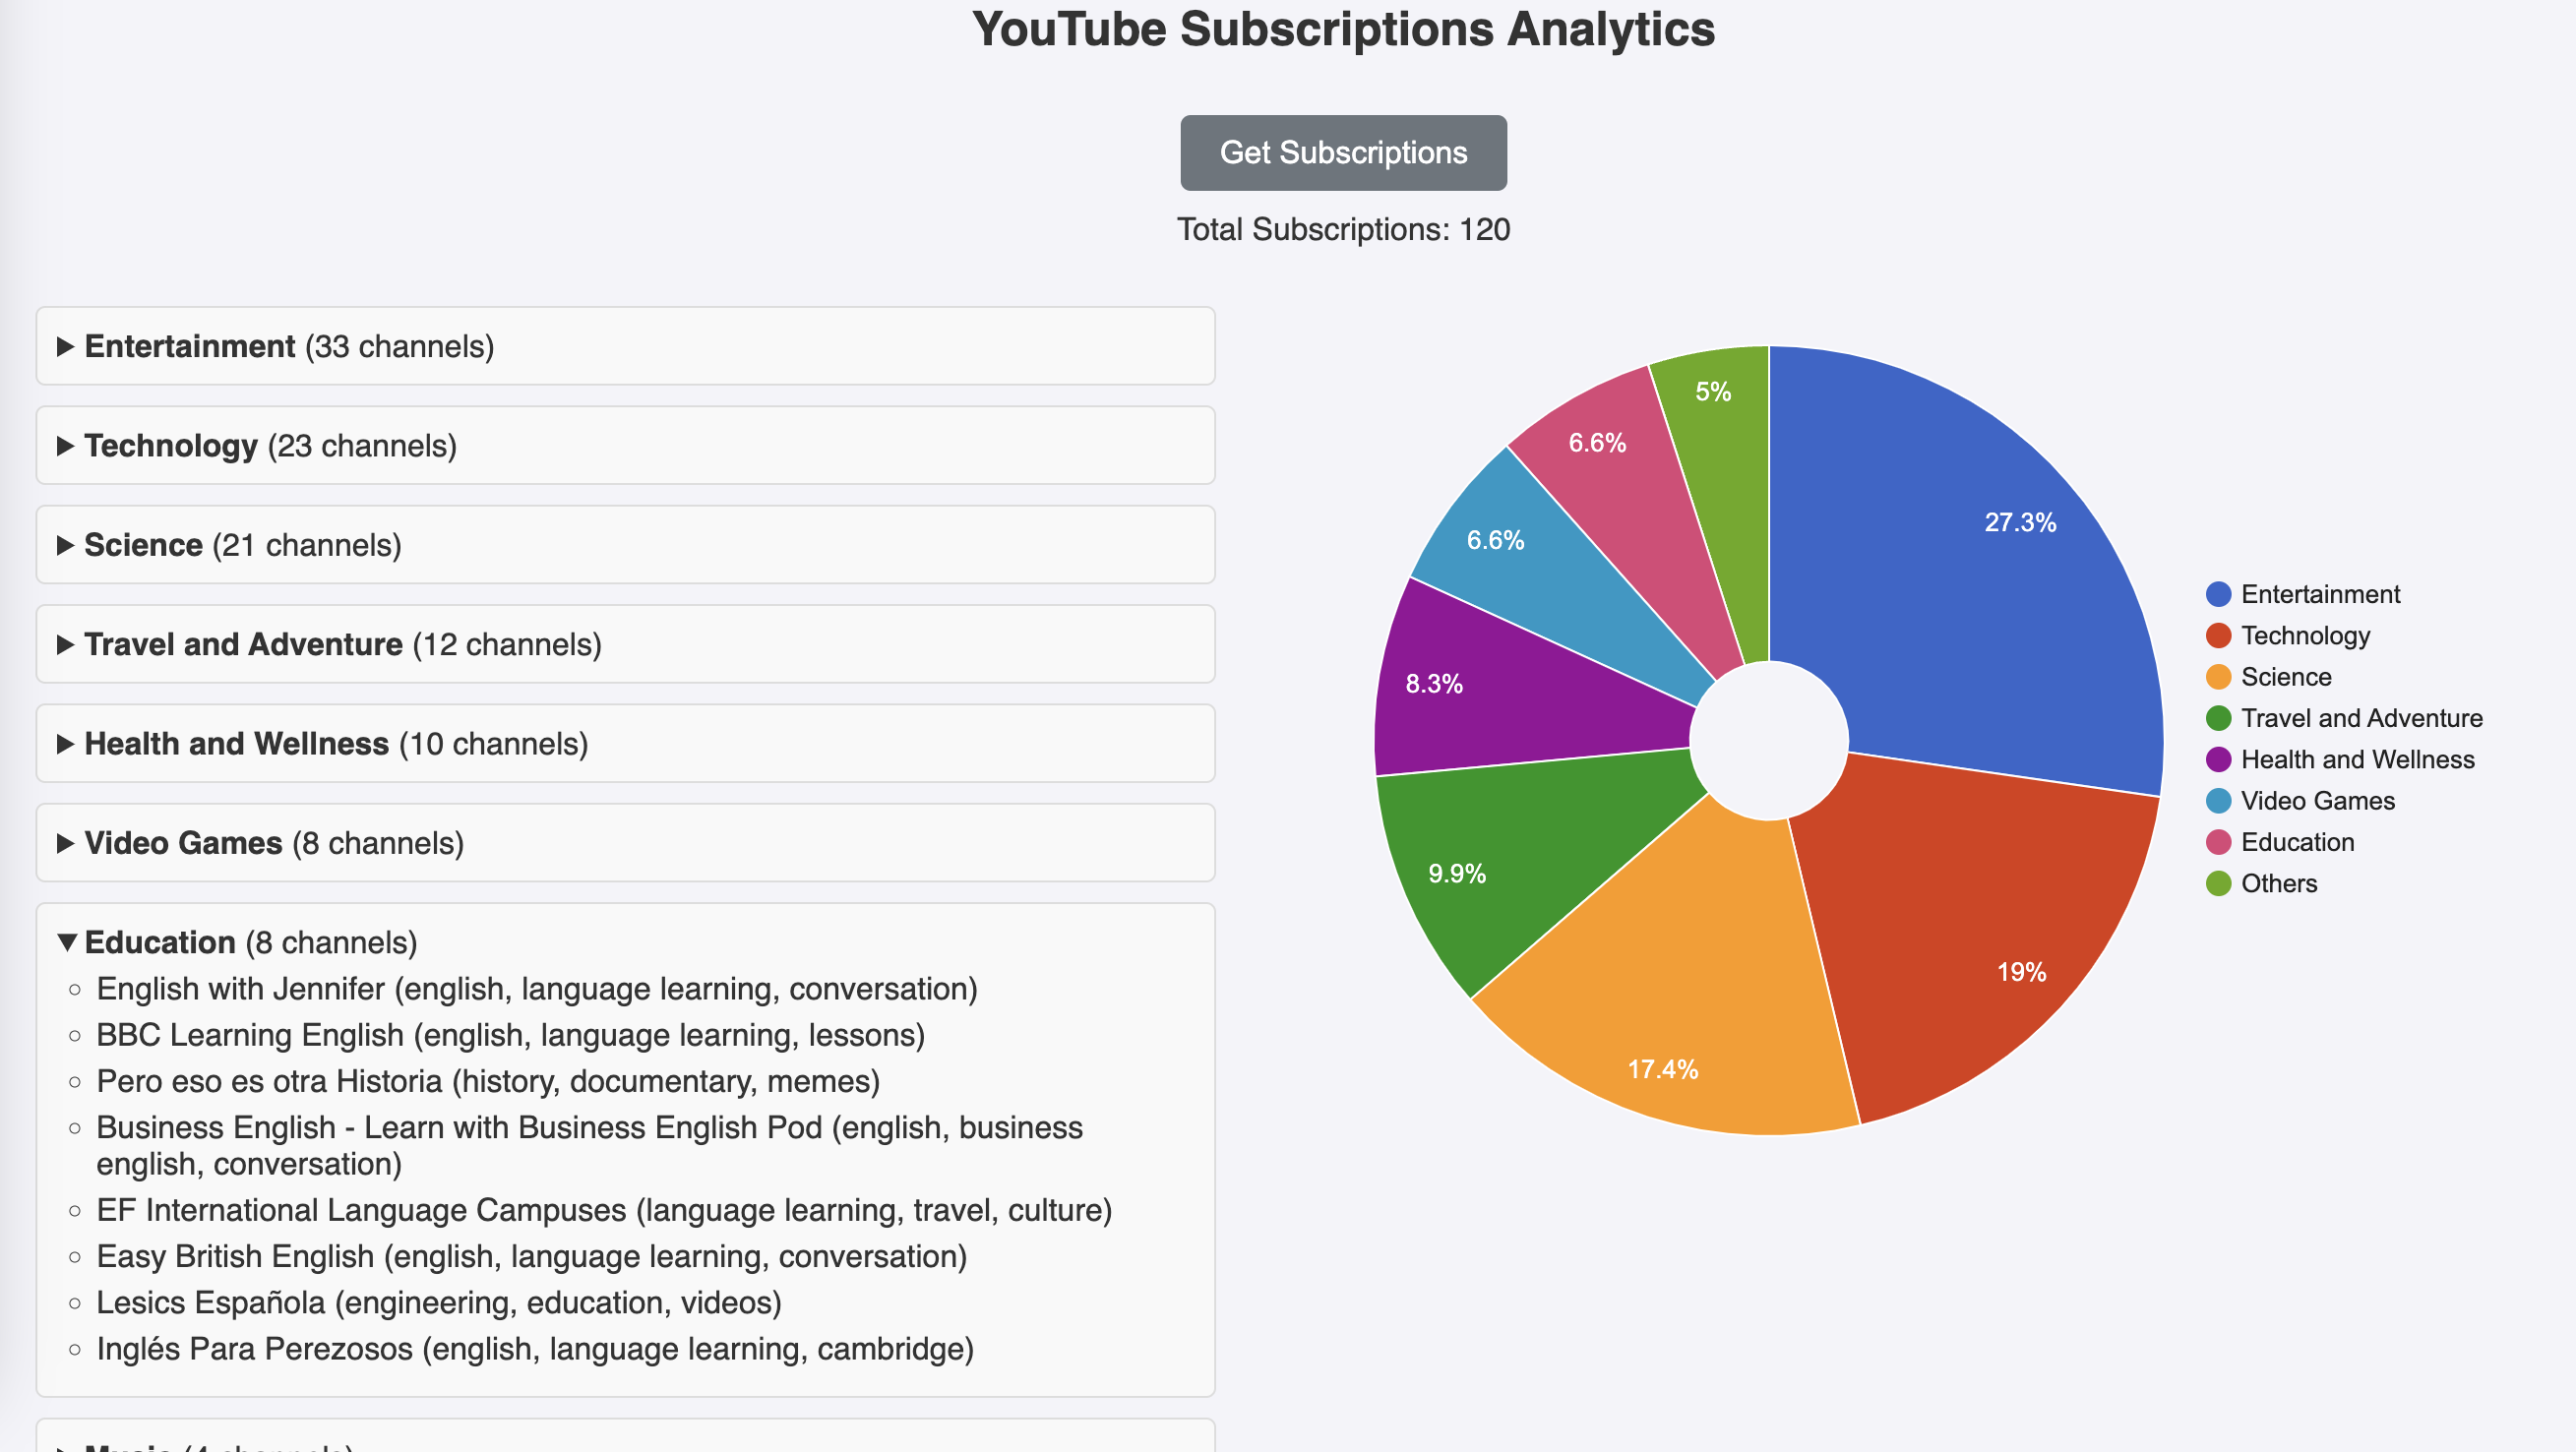 YouTube Subscriptions Analytics
Get Subscriptions
Total Subscriptions: 120
Entertainment (33 channels)
Technology (23 channels)
Science (21 channels)
Travel and Adventure (12 channels)
Health and Wellness (10 channels)
Video Games (8 channels)
Education (8 channels)
English with Jennifer (english, language learning, conversation)
BBC Learning English (english, language learning, lessons)
Pero eso es otra Historia (history, documentary, memes)
Business English - Learn with Business English Pod (english, business
english, conversation)
EF International Language Campuses (language learning, travel, culture)
Easy British English (english, language learning, conversation)
Lesics Española (engineering, education, videos)
Inglés Para Perezosos (english, language learning, cambridge)
Music (4 channels)
5%
27.3%
6.6%
6.6%
8.3%
9.9%
19%
17.4%
Entertainment
Technology
Science
Travel and Adventure
Health and Wellness
Video Games
Education
Others